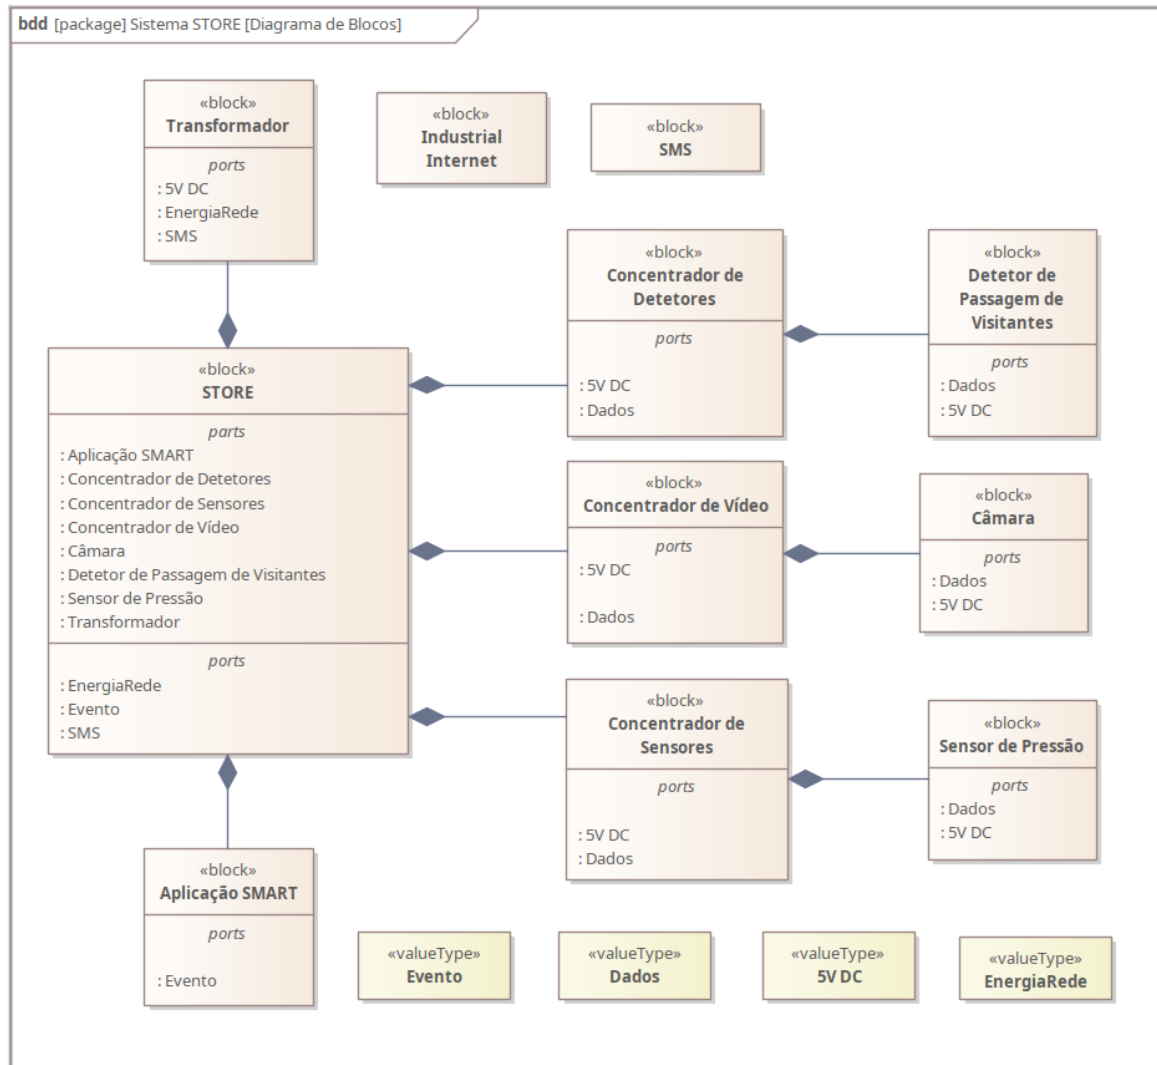 bdd [package] Sistema STORE [Diagrama de Blocos]
«block»
Transformador
ports
: 5V DC
: EnergiaRede
: SMS
«block»
Industrial
Internet
«block»
SMS
«block»
Concentrador de
Detetores
ports
: 5V DC
: Dados
«block»
Detetor de
Passagem de
Visitantes
ports
: Dados
: 5V DC
«block»
STORE
parts
: Aplicação SMART
: Concentrador de Detetores
: Concentrador de Sensores
: Concentrador de Vídeo
: Câmara
: Detetor de Passagem de Visitantes
: Sensor de Pressão
: Transformador
ports
: EnergiaRede
: Evento
: SMS
«block»
Concentrador de Vídeo
ports
: 5V DC
: Dados
«block»
Câmara
ports
: Dados
: 5V DC
«block»
Concentrador de
Sensores
ports
: 5V DC
: Dados
«block»
Sensor de Pressão
ports
: Dados
: 5V DC
«block»
Aplicação SMART
ports
: Evento
«valueType»
Evento
«valueType»
Dados
«valueType»
5V DC
«valueType»
EnergiaRede